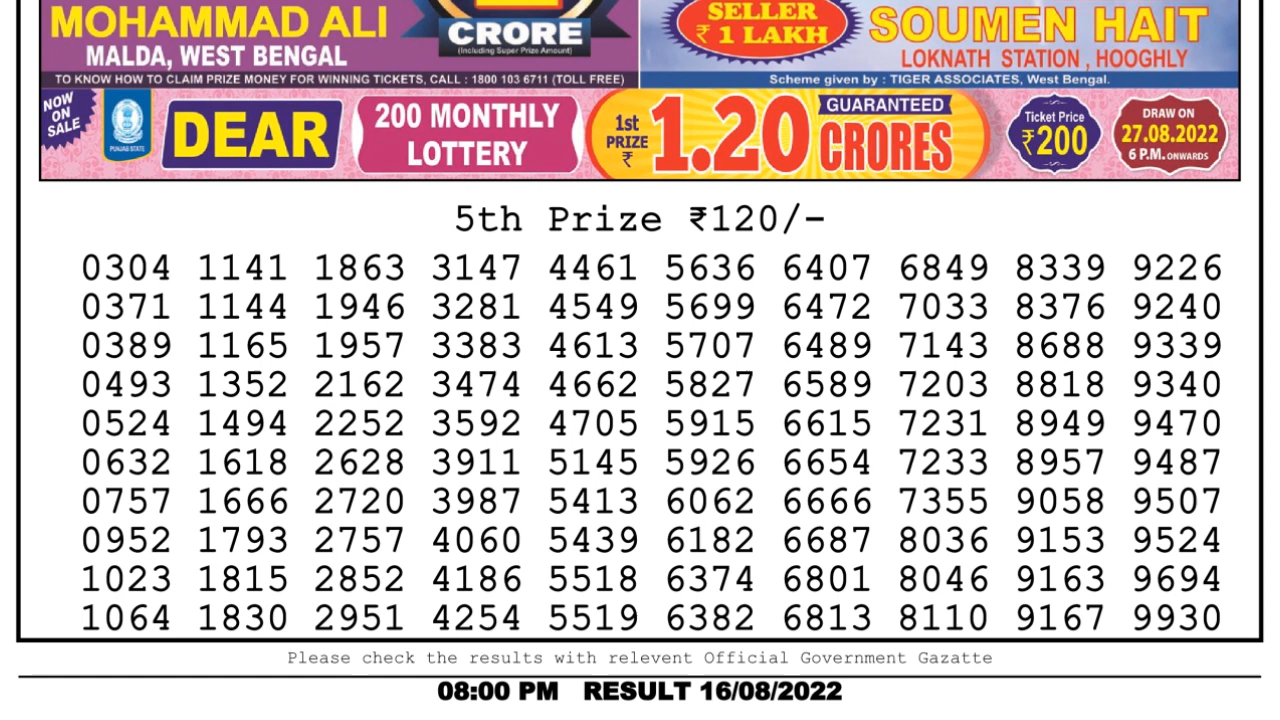 MOHAMMAD ALI
MALDA, WEST BENGAL
TO KNOW HOW TO CLAIM PRIZE MONEY FOR WINNING TICKETS, CALL : 1800 103 6711 (TOLL FREE)
CRORE
(Including Super Prize Amount)
SELLER
₹ 1 LAKH
SOUMEN HAIT
LOKNATH STATION , HOOGHLY
Scheme given by : TIGER ASSOCIATES, West Bengal.
NOW
ON
SALE
PUNJAB STATE
DEAR
200 MONTHLY
LOTTERY
1st
PRIZE
₹
1.20
GUARANTEED
CRORES
Ticket Price
₹200
DRAW ON
27.08.2022
6 P.M. ONWARDS
5th Prize ₹120/-
0304 1141 1863 3147 4461 5636 6407 6849 8339 9226
0371 1144 1946 3281 4549 5699 6472 7033 8376 9240
0389 1165 1957 3383 4613 5707 6489 7143 8688 9339
0493 1352 2162 3474 4662 5827 6589 7203 8818 9340
0524 1494 2252 3592 4705 5915 6615 7231 8949 9470
0632 1618 2628 3911 5145 5926 6654 7233 8957 9487
0757 1666 2720 3987 5413 6062 6666 7355 9058 9507
0952 1793 2757 4060 5439 6182 6687 8036 9153 9524
1023 1815 2852 4186 5518 6374 6801 8046 9163 9694
1064 1830 2951 4254 5519 6382 6813 8110 9167 9930
Please check the results with relevent Official Government Gazatte
08:00 PM RESULT 16/08/2022